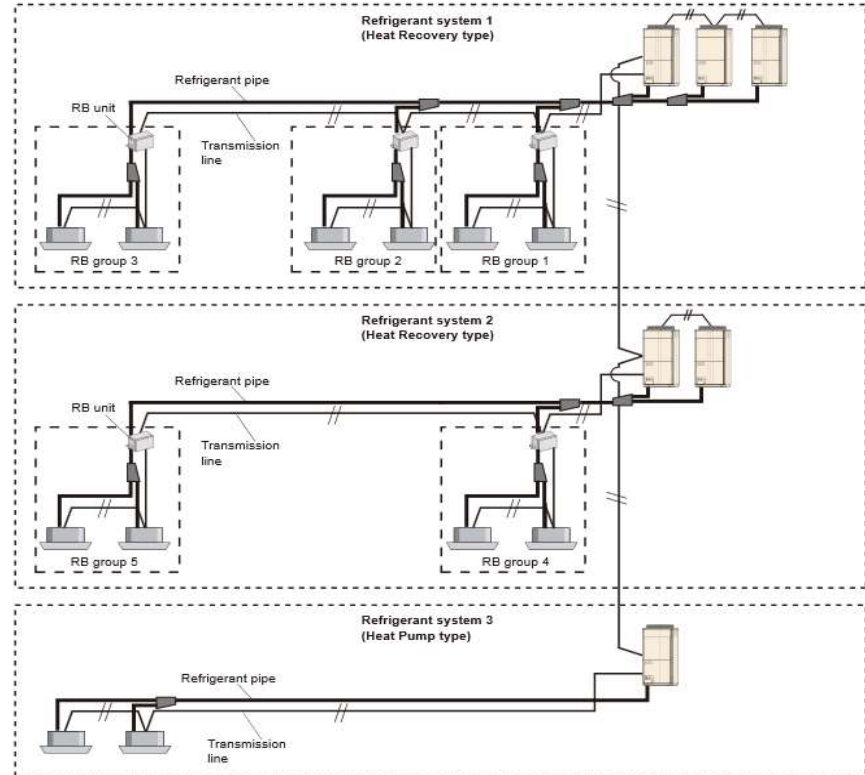 Refrigerant system 1
(Heat Recovery type)
Refrigerant pipe
RB unit
Transmission
line
RB group 3
RB group 2
RB group 1
Refrigerant system 2
(Heat Recovery type)
Refrigerant pipe
RB unit
Transmission
line
RB group 5
RB group 4
Refrigerant system 3
(Heat Pump type)
Refrigerant pipe
Transmission
line